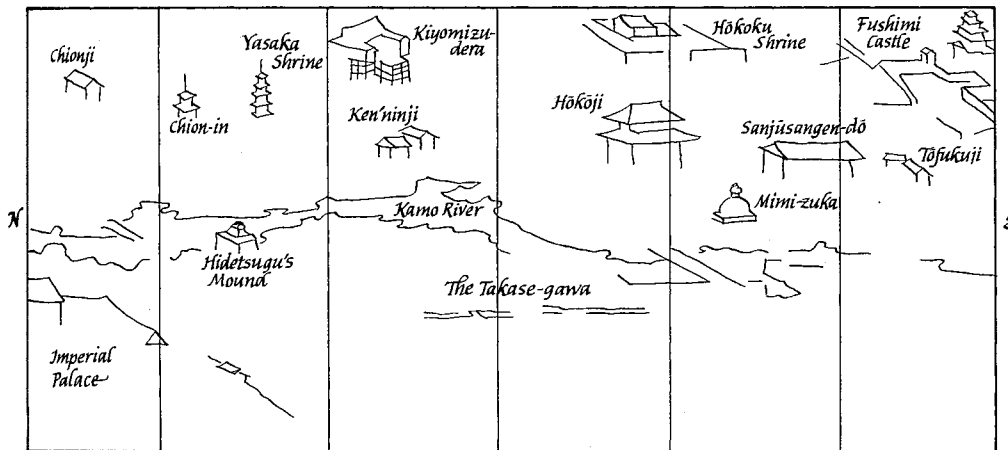 Chionji
Yasaka
Shrine
Kiyomizu-
dera
Hōkoku
Shrine
Fushimi
Castle
Chion-in
Ken'ninji
Hōkōji
Sanjūsangen-dō
Tōfukuji
N
Kamo River
Mimi-zuka
Hidetsugu's
Mound
The Takase-gawa
Imperial
Palace